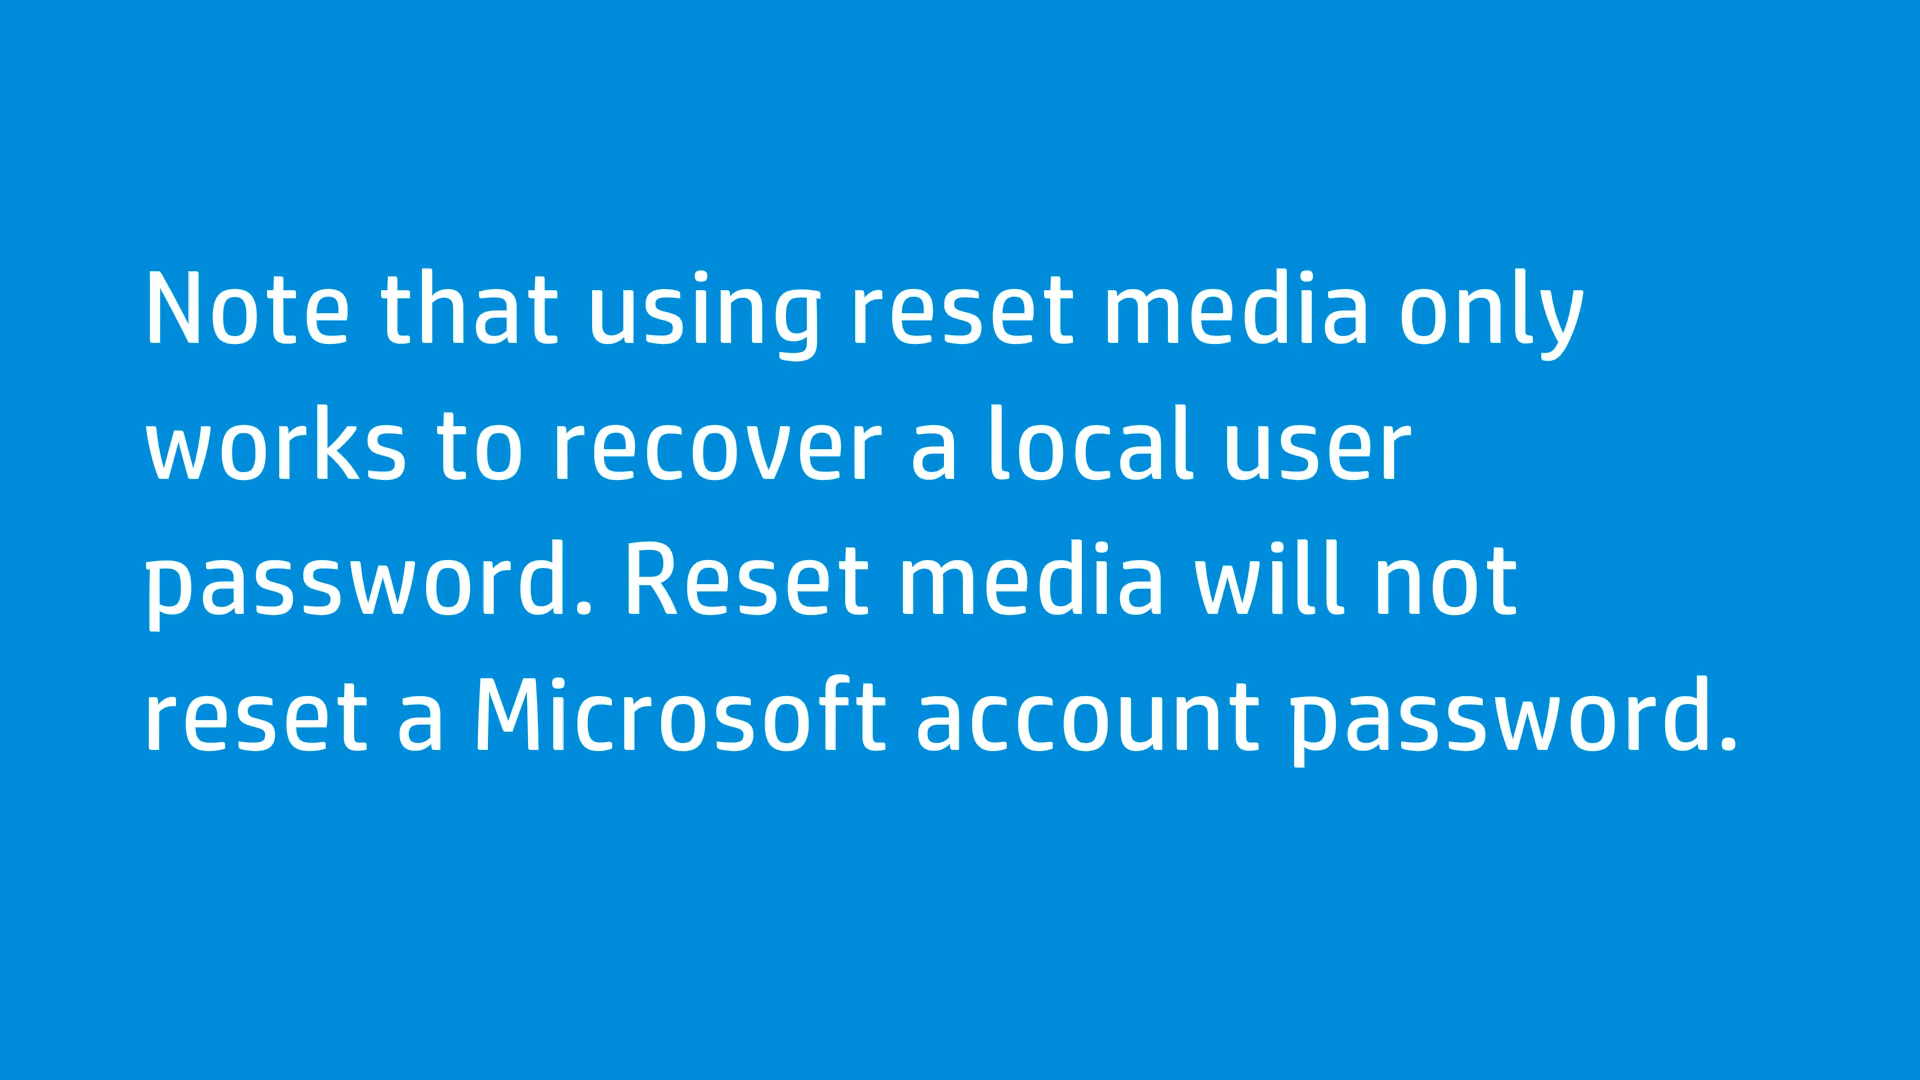 Note that using reset media only
works to recover a local user
password. Reset media will not
reset a Microsoft account password.